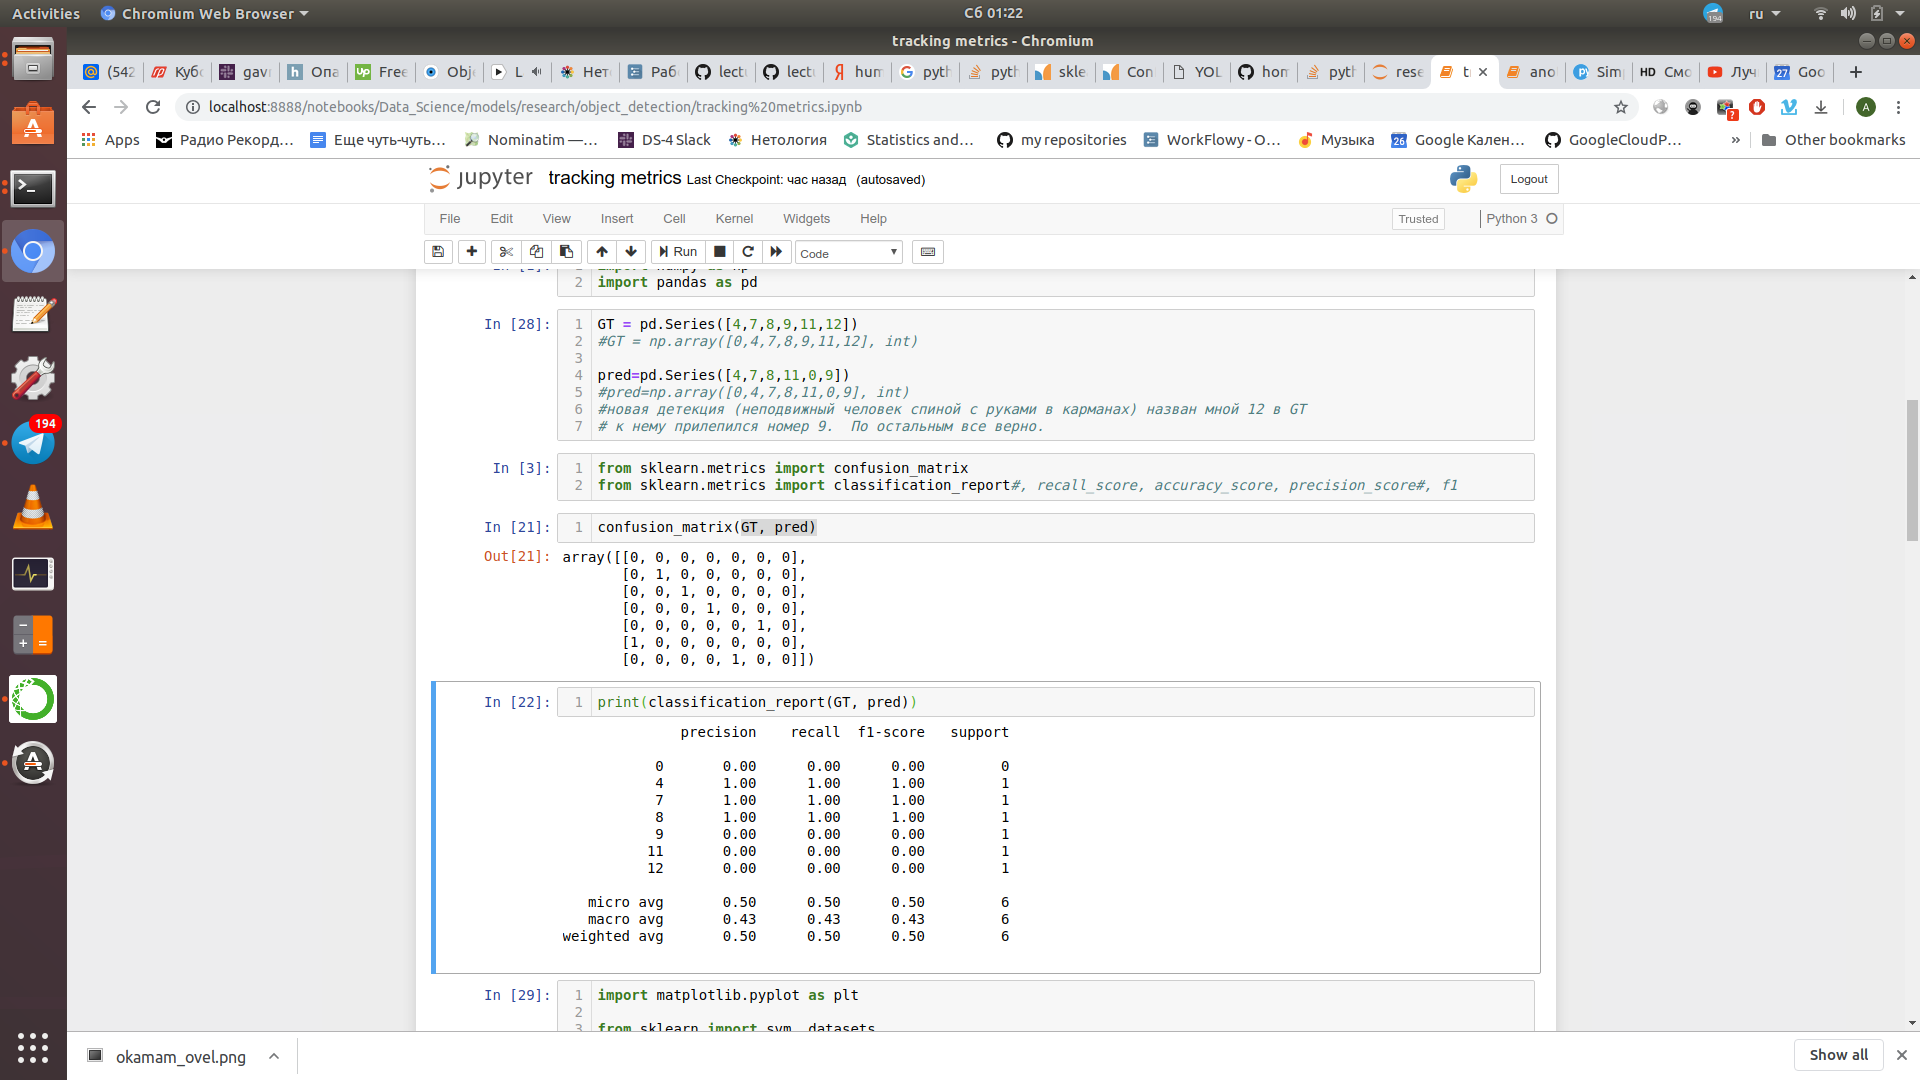 Activities Chromium Web Browser Сб 01:22 194 ru
tracking metrics - Chromium
(542 Куб gavr Опа Free Obje L Нет Раб lectu lectu hum pyth pyth skle Con YOL hom pyth rese t ano Simp Смо Луч Goo
localhost:8888/notebooks/Data_Science/models/research/object_detection/tracking%20metrics.ipynb
Apps Радио Рекорд… Еще чуть-чуть… Nominatim —… DS-4 Slack Нетология Statistics and… my repositories WorkFlowy - O… Музыка Google Кален… GoogleCloudP… » Other bookmarks
jupyter tracking metrics Last Checkpoint: час назад (autosaved) Logout
File Edit View Insert Cell Kernel Widgets Help Trusted Python 3
Run Code
2 import pandas as pd
In [28]: 1 GT = pd.Series([4,7,8,9,11,12])
2 #GT = np.array([0,4,7,8,9,11,12], int)
3
4 pred=pd.Series([4,7,8,11,0,9])
5 #pred=np.array([0,4,7,8,11,0,9], int)
6 #новая детекция (неподвижный человек спиной с руками в карманах) назван мной 12 в GT
7 # к нему прилепился номер 9. По остальным все верно.
In [3]: 1 from sklearn.metrics import confusion_matrix
2 from sklearn.metrics import classification_report#, recall_score, accuracy_score, precision_score#, f1
In [21]: 1 confusion_matrix(GT, pred)
Out[21]: array([[0, 0, 0, 0, 0, 0, 0],
[0, 1, 0, 0, 0, 0, 0],
[0, 0, 1, 0, 0, 0, 0],
[0, 0, 0, 1, 0, 0, 0],
[0, 0, 0, 0, 0, 1, 0],
[1, 0, 0, 0, 0, 0, 0],
[0, 0, 0, 0, 1, 0, 0]])
In [22]: 1 print(classification_report(GT, pred))
precision recall f1-score support
0 0.00 0.00 0.00 0
4 1.00 1.00 1.00 1
7 1.00 1.00 1.00 1
8 1.00 1.00 1.00 1
9 0.00 0.00 0.00 1
11 0.00 0.00 0.00 1
12 0.00 0.00 0.00 1
micro avg 0.50 0.50 0.50 6
macro avg 0.43 0.43 0.43 6
weighted avg 0.50 0.50 0.50 6
In [29]: 1 import matplotlib.pyplot as plt
2
3 from sklearn import svm, datasets
okamam_ovel.png Show all
194